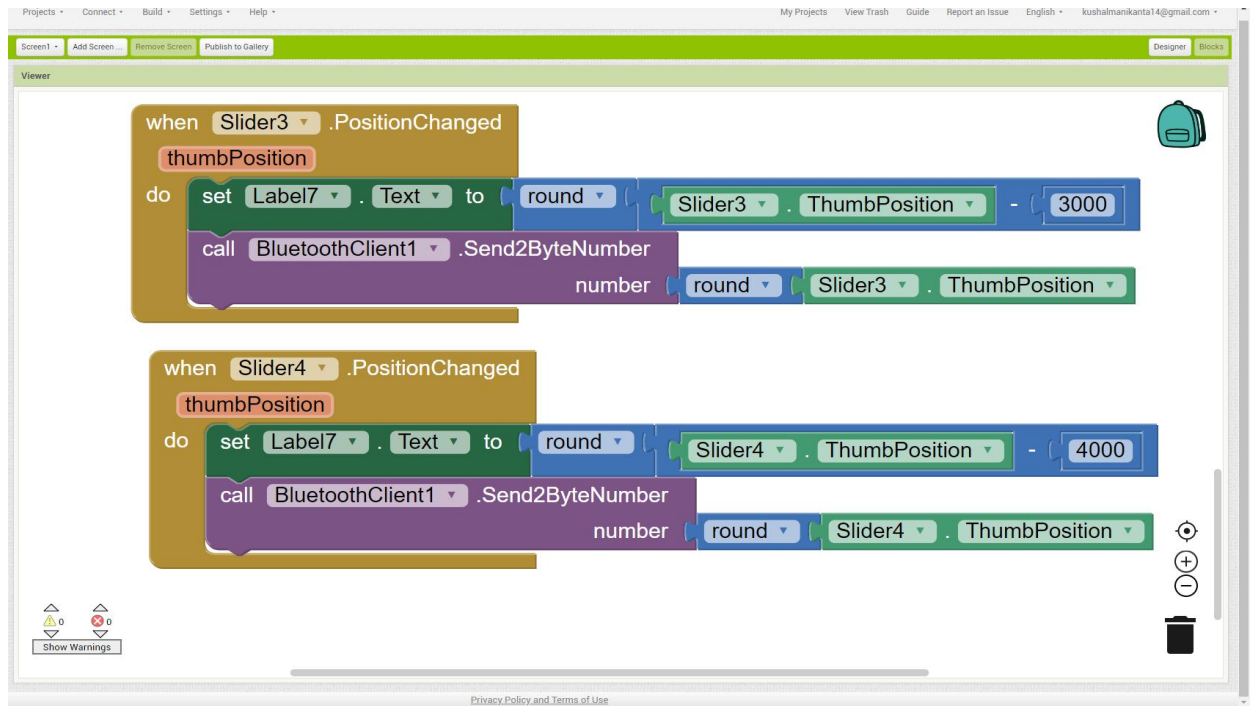 Projects Connect Build Settings Help My Projects View Trash Guide Report an Issue English kushalmanikanta14@gmail.com
Screen1 Add Screen ... Remove Screen Publish to Gallery Designer Blocks
Viewer
when Slider3 .PositionChanged
thumbPosition
do set Label7 . Text to round Slider3 . ThumbPosition - 3000
call BluetoothClient1 .Send2ByteNumber
number round Slider3 . ThumbPosition
when Slider4 .PositionChanged
thumbPosition
do set Label7 . Text to round Slider4 . ThumbPosition - 4000
call BluetoothClient1 .Send2ByteNumber
number round Slider4 . ThumbPosition
0 0
Show Warnings
Privacy Policy and Terms of Use